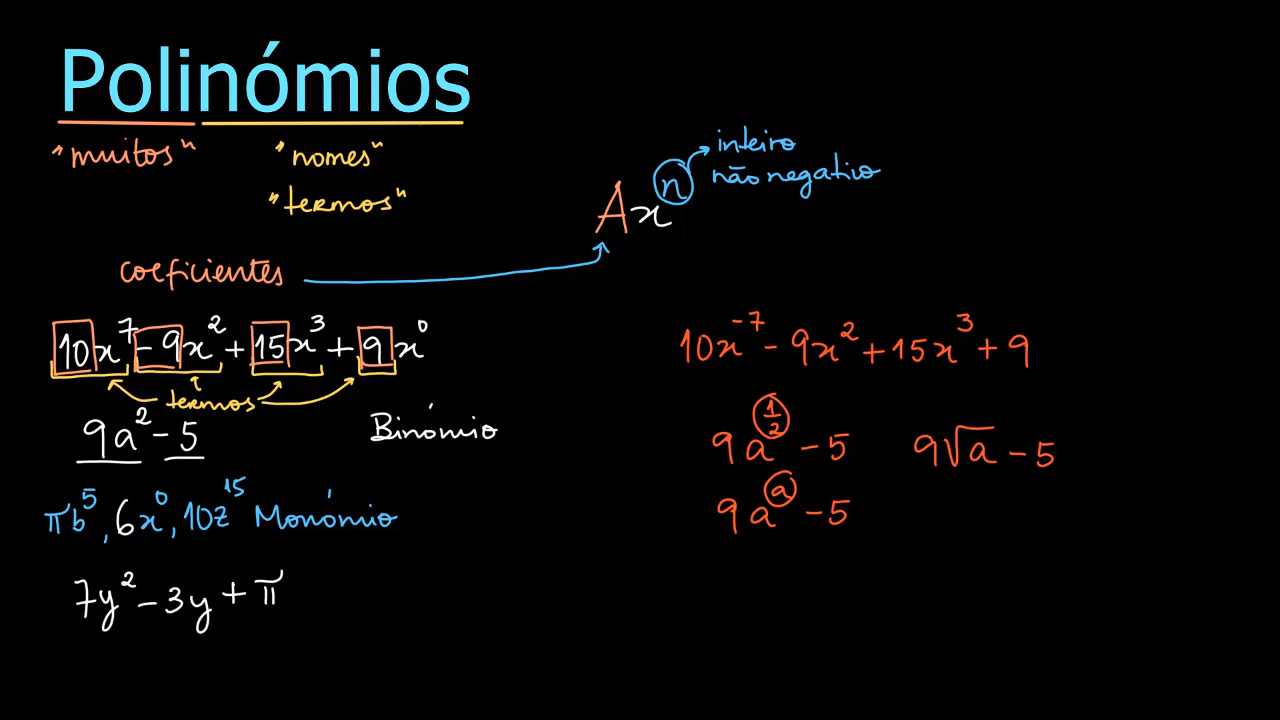 Polinómios
"muitos" "nomes"
"termos"
inteiro
não negativo
Axⁿ
coeficientes
10x⁷ - 9x² + 15x³ + 9x⁰
termos
9a² - 5
Binómio
πb⁵, 6x⁰, 10z¹⁵ Monómio
7y² - 3y + π
10x⁻⁷ - 9x² + 15x³ + 9
9a^(1/2) - 5 9√a - 5
9aᵃ - 5